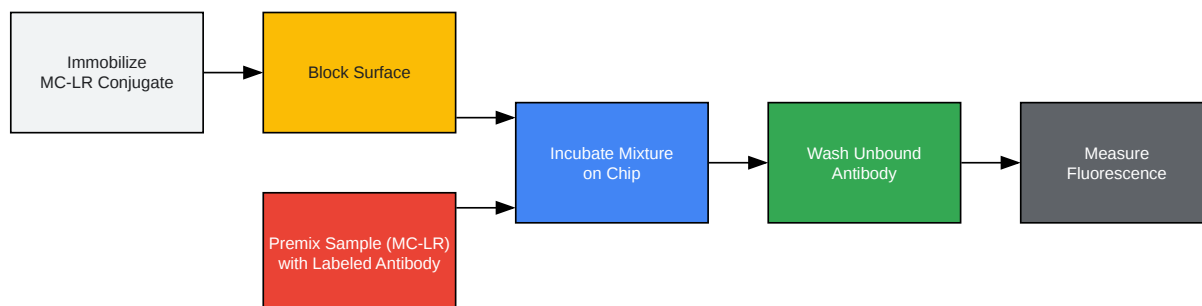 Immobilize
MC-LR Conjugate
Block Surface
Premix Sample (MC-LR)
with Labeled Antibody
Incubate Mixture
on Chip
Wash Unbound
Antibody
Measure
Fluorescence